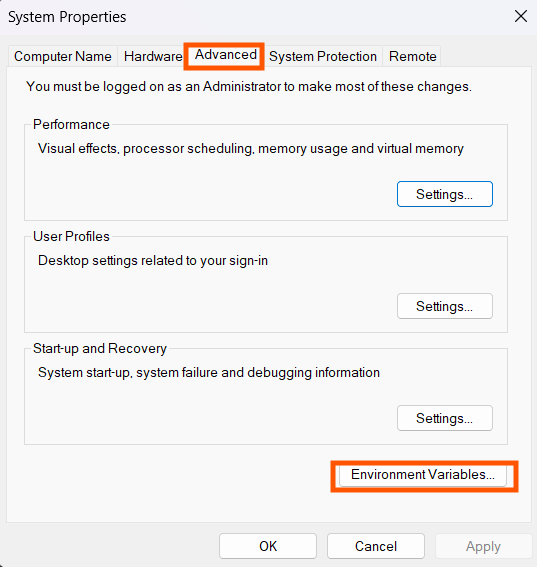 System Properties
Computer Name Hardware Advanced System Protection Remote
You must be logged on as an Administrator to make most of these changes.
Performance
Visual effects, processor scheduling, memory usage and virtual memory
Settings...
User Profiles
Desktop settings related to your sign-in
Settings...
Start-up and Recovery
System start-up, system failure and debugging information
Settings...
Environment Variables...
OK Cancel Apply